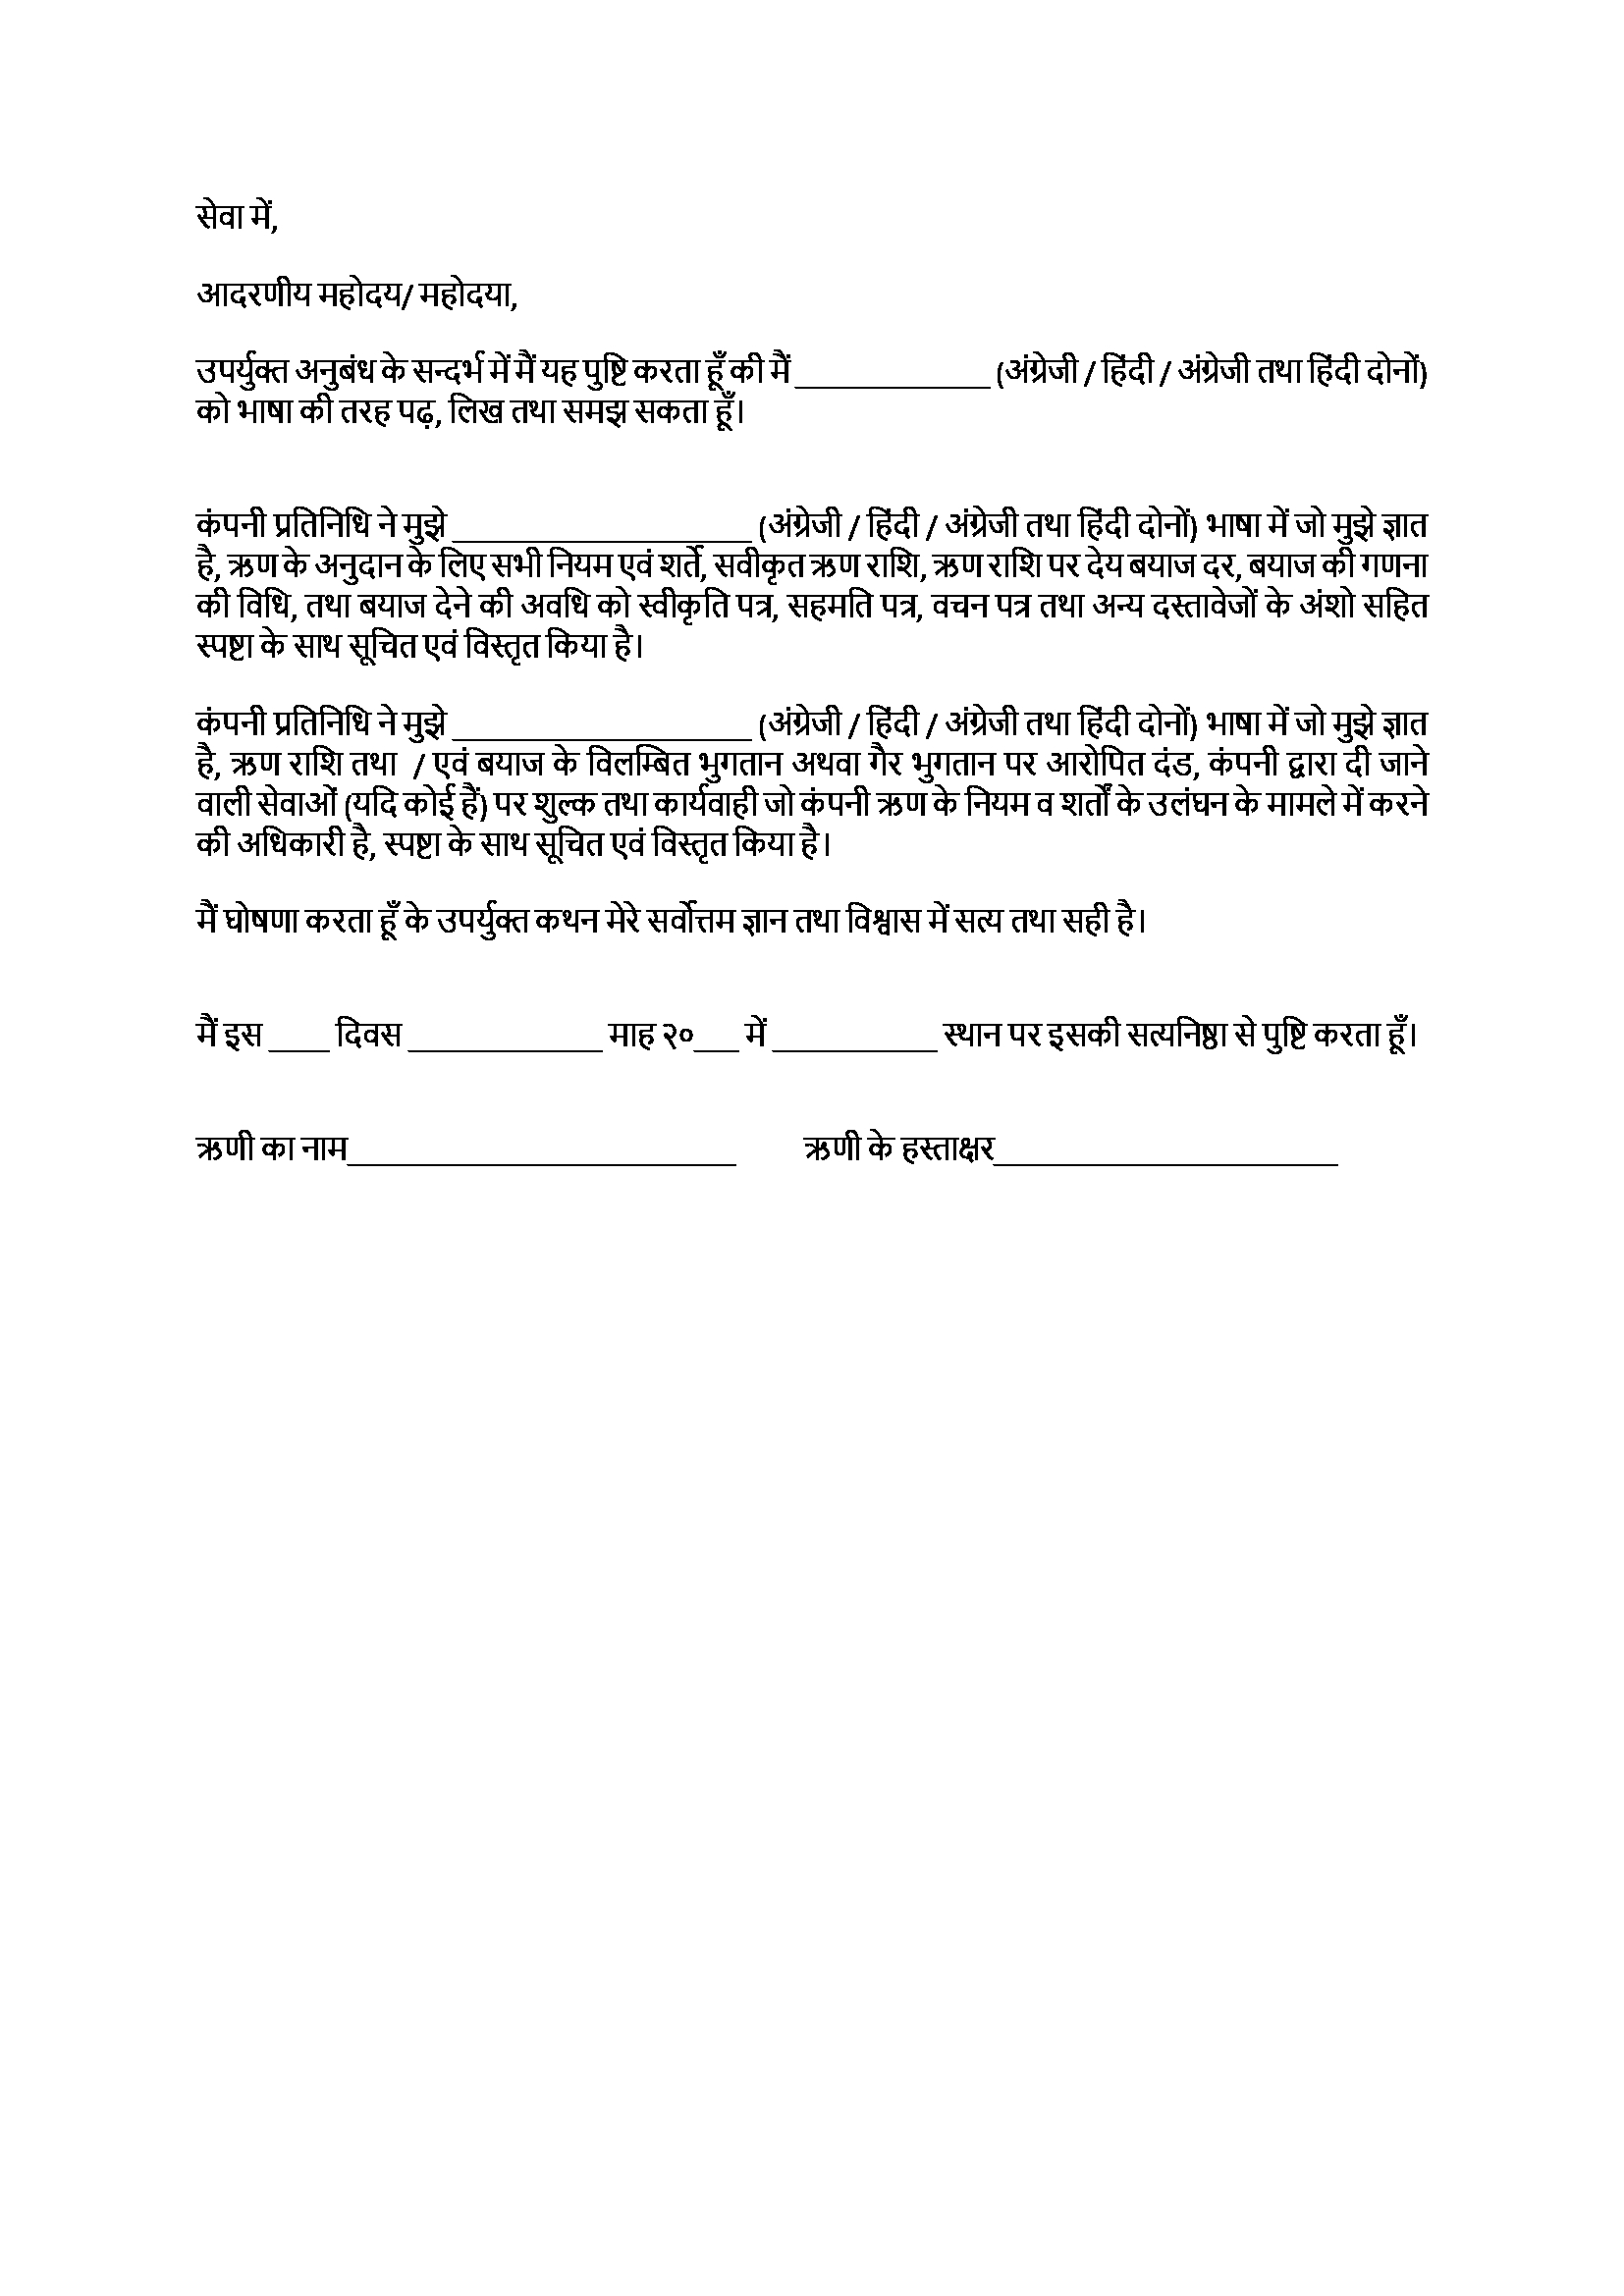 सेवा में,
आदरणीय महोदय/ महोदया,
उपर्युक्त अनुबंध के सन्दर्भ में मैं यह पुष्टि करता हूँ की मैं _____________ (अंग्रेजी / हिंदी / अंग्रेजी तथा हिंदी दोनों)
को भाषा की तरह पढ़, लिख तथा समझ सकता हूँ।
कंपनी प्रतिनिधि ने मुझे ____________________ (अंग्रेजी / हिंदी / अंग्रेजी तथा हिंदी दोनों) भाषा में जो मुझे ज्ञात
है, ऋण के अनुदान के लिए सभी नियम एवं शर्ते, सवीकृत ऋण राशि, ऋण राशि पर देय बयाज दर, बयाज की गणना
की विधि, तथा बयाज देने की अवधि को स्वीकृति पत्र, सहमति पत्र, वचन पत्र तथा अन्य दस्तावेजों के अंशो सहित
स्पष्टा के साथ सूचित एवं विस्तृत किया है।
कंपनी प्रतिनिधि ने मुझे ____________________ (अंग्रेजी / हिंदी / अंग्रेजी तथा हिंदी दोनों) भाषा में जो मुझे ज्ञात
है, ऋण राशि तथा / एवं बयाज के विलम्बित भुगतान अथवा गैर भुगतान पर आरोपित दंड, कंपनी द्वारा दी जाने
वाली सेवाओं (यदि कोई हैं) पर शुल्क तथा कार्यवाही जो कंपनी ऋण के नियम व शर्तों के उलंघन के मामले में करने
की अधिकारी है, स्पष्टा के साथ सूचित एवं विस्तृत किया है।
मैं घोषणा करता हूँ के उपर्युक्त कथन मेरे सर्वोत्तम ज्ञान तथा विश्वास में सत्य तथा सही है।
मैं इस ____ दिवस _____________ माह २०___ में ___________ स्थान पर इसकी सत्यनिष्ठा से पुष्टि करता हूँ।
ऋणी का नाम__________________________ ऋणी के हस्ताक्षर_______________________